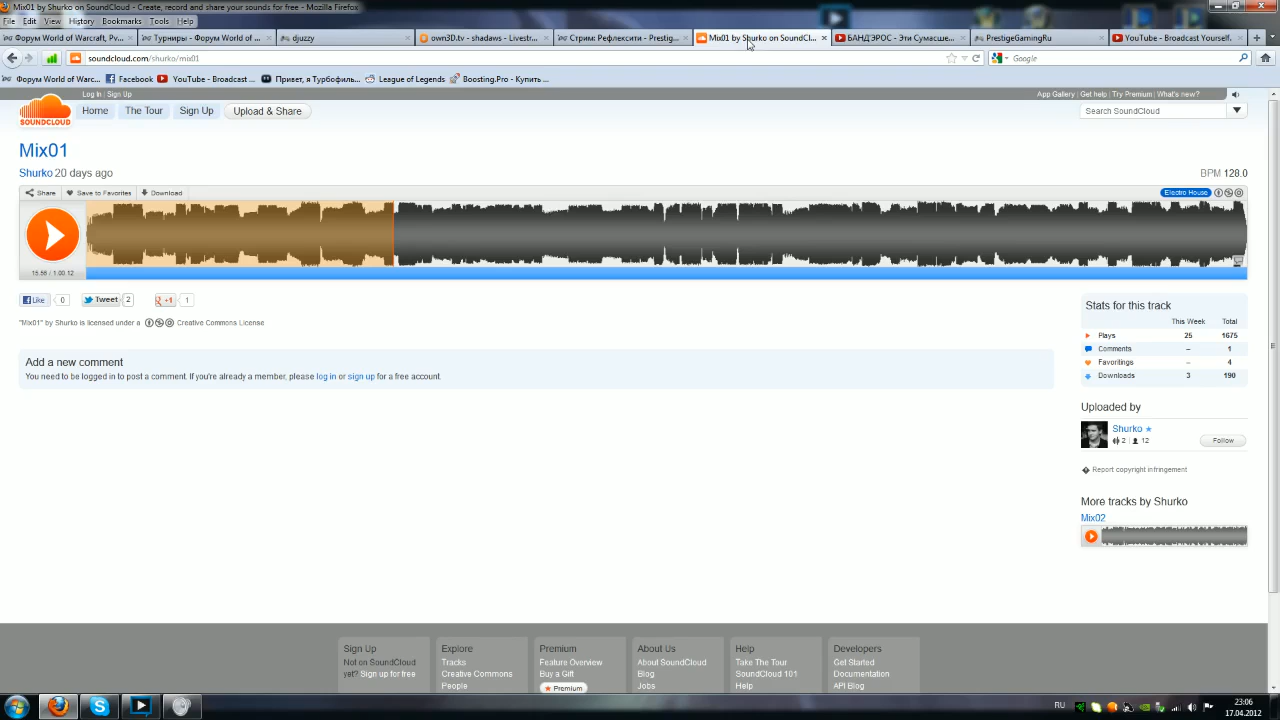 Mix01 by Shurko on SoundCloud - Create, record and share your sounds for free - Mozilla Firefox
File Edit View History Bookmarks Tools Help
Форум World of Warcraft, Pv... Турниры - Форум World of ... djuzzy own3D.tv - shadaws - Livestr... Стрим: Рефлексити - Prestig... Mix01 by Shurko on SoundCl... БАНД'ЭРОС - Эти Сумасше... PrestigeGamingRu YouTube - Broadcast Yourself.
soundcloud.com/shurko/mix01 Google
Форум World of Warc... Facebook YouTube - Broadcast ... Привет, я Турбофиль... League of Legends Boosting.Pro - Купить ...
Log In Sign Up App Gallery Get help Try Premium What's new?
SOUNDCLOUD Home The Tour Sign Up Upload & Share Search SoundCloud
Mix01
Shurko 20 days ago BPM 128.0
Share Save to Favorites Download Electro House
15.56 / 1.00.12
Like 0 Tweet 2 +1 1
"Mix01" by Shurko is licensed under a Creative Commons License
Stats for this track
This Week Total
Plays 25 1675
Comments – 1
Favoritings – 4
Downloads 3 190
Add a new comment
You need to be logged in to post a comment. If you're already a member, please log in or sign up for a free account.
Uploaded by
Shurko
2 12 Follow
Report copyright infringement
More tracks by Shurko
Mix02
Sign Up Explore Premium About Us Help Developers
Not on SoundCloud Tracks Feature Overview About SoundCloud Take The Tour Get Started
yet? Sign up for free Creative Commons Buy a Gift Blog SoundCloud 101 Documentation
People Premium Jobs Help API Blog
RU 23:06
17.04.2012